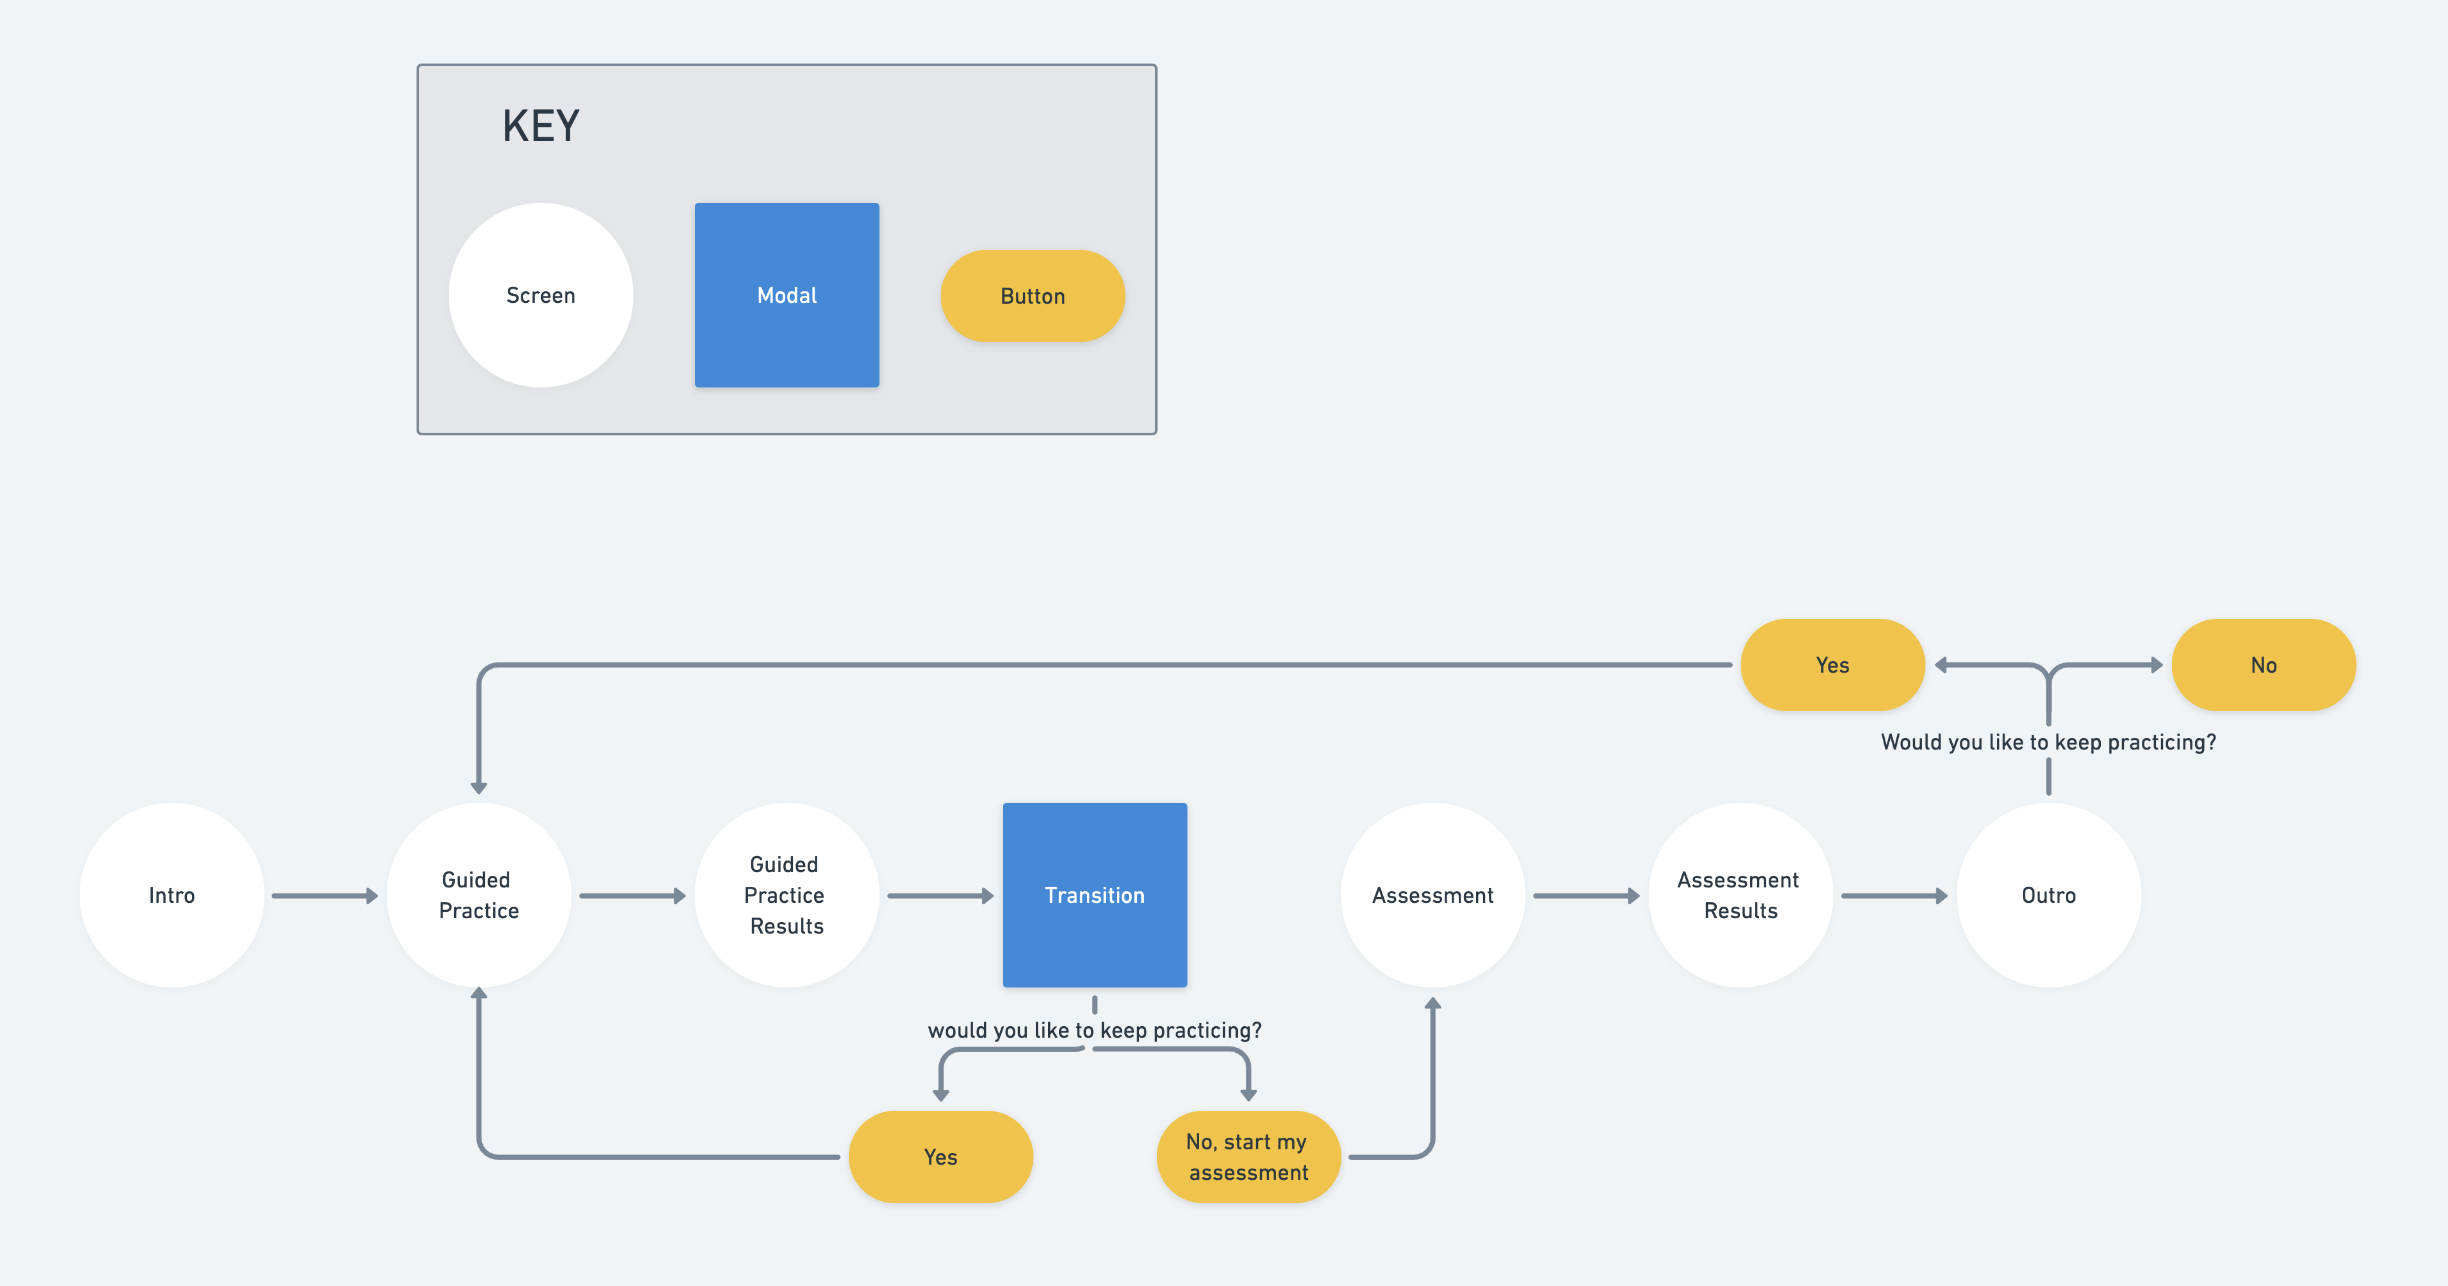 KEY
Screen
Modal
Button
Yes
No
Would you like to keep practicing?
Intro
Guided
Practice
Guided
Practice
Results
Transition
Assessment
Assessment
Results
Outro
would you like to keep practicing?
Yes
No, start my
assessment